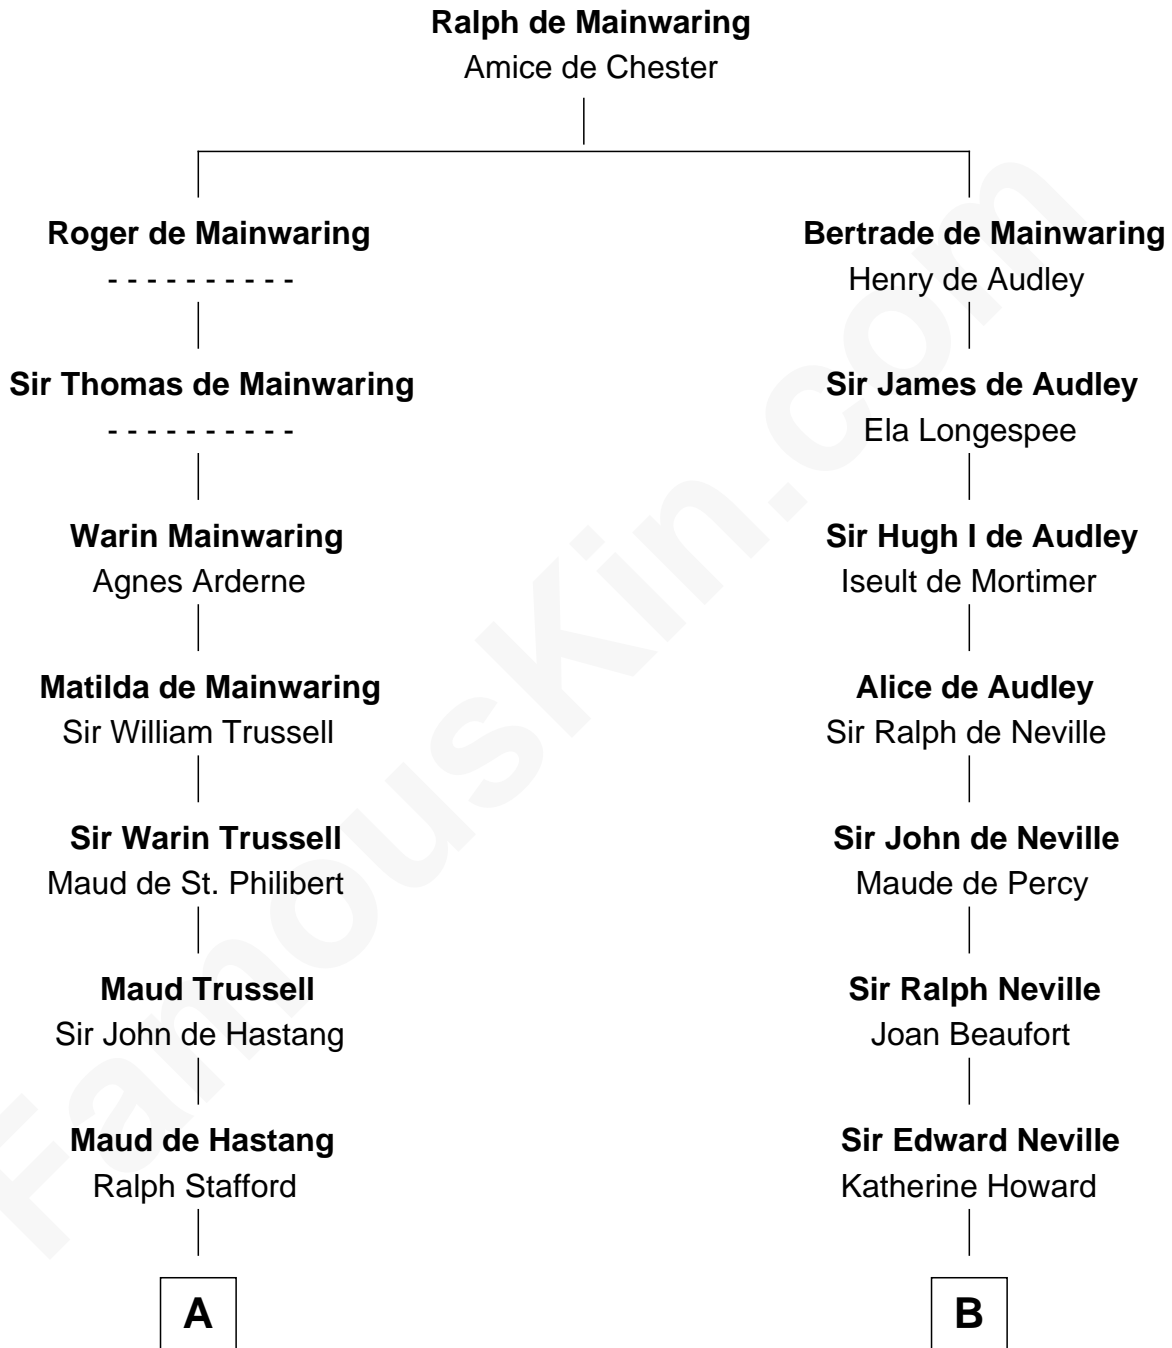 Ralph de Mainwaring
Amice de Chester
Roger de Mainwaring
- - - - - - - - - -
Sir Thomas de Mainwaring
- - - - - - - - - -
Warin Mainwaring
Agnes Arderne
Matilda de Mainwaring
Sir William Trussell
Sir Warin Trussell
Maud de St. Philibert
Maud Trussell
Sir John de Hastang
Maud de Hastang
Ralph Stafford
A
Bertrade de Mainwaring
Henry de Audley
Sir James de Audley
Ela Longespee
Sir Hugh I de Audley
Iseult de Mortimer
Alice de Audley
Sir Ralph de Neville
Sir John de Neville
Maude de Percy
Sir Ralph Neville
Joan Beaufort
Sir Edward Neville
Katherine Howard
B
FamousKin.com